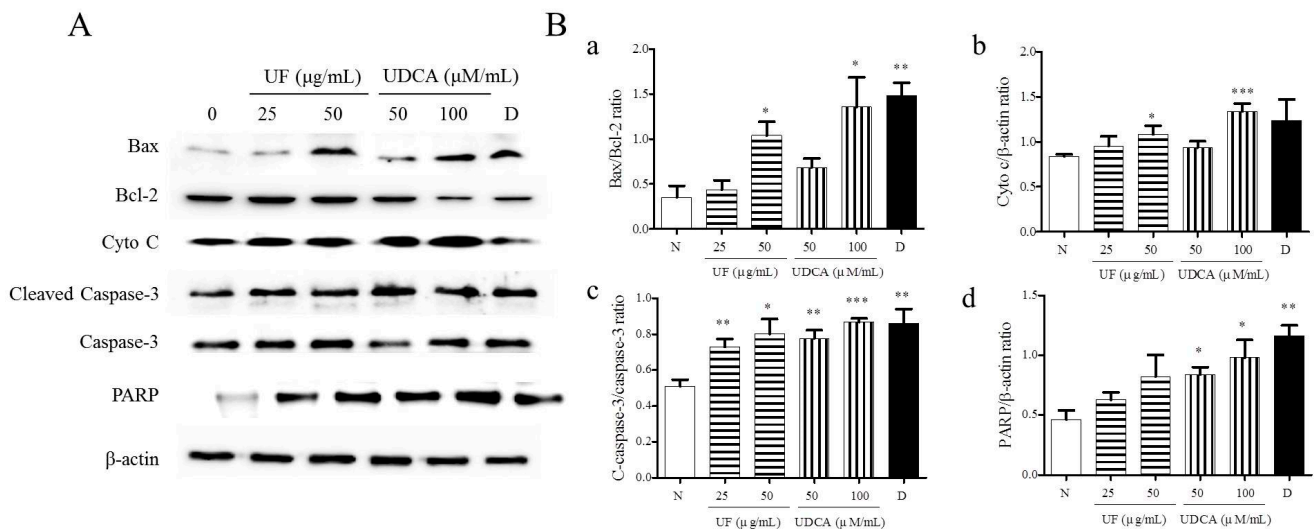 A
UF (μg/mL) UDCA (μM/mL)
0 25 50 50 100 D
Bax
Bcl-2
Cyto C
Cleaved Caspase-3
Caspase-3
PARP
β-actin
B
a
Bax/Bcl-2 ratio
2.0
1.5
1.0
0.5
0.0
* * **
N 25 50 50 100 D
UF (μg/mL) UDCA (μM/mL)
b
Cyto c/β-actin ratio
2.0
1.5
1.0
0.5
0.0
* ***
N 25 50 50 100 D
UF (μg/mL) UDCA (μM/mL)
c
C-caspase-3/caspase-3 ratio
1.0
0.8
0.6
0.4
0.2
0.0
** * ** *** **
N 25 50 50 100 D
UF (μg/mL) UDCA (μM/mL)
d
PARP/β-actin ratio
1.5
1.0
0.5
0.0
* * **
N 25 50 50 100 D
UF (μg/mL) UDCA (μM/mL)